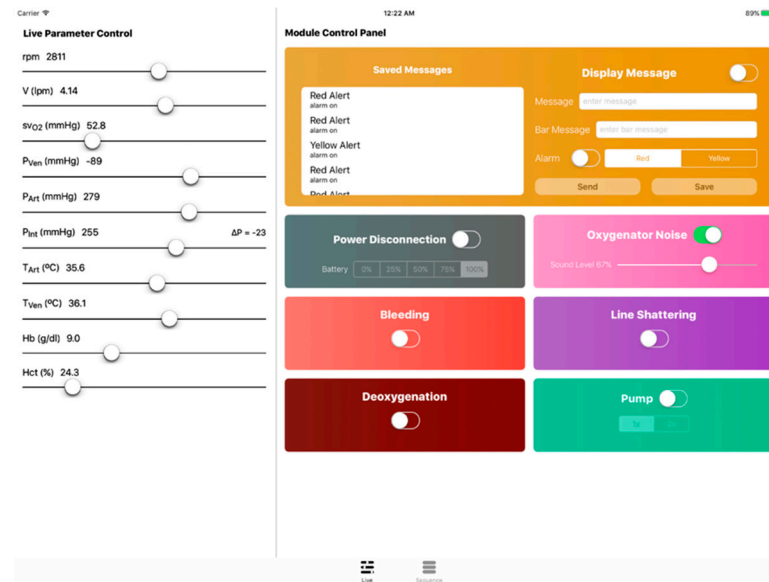 Carrier
12:22 AM
89%
Live Parameter Control
rpm 2811
V (lpm) 4.14
svO2 (mmHg) 52.8
PVen (mmHg) -89
PArt (mmHg) 279
PInt (mmHg) 255 ΔP = -23
TArt (ºC) 35.6
TVen (ºC) 36.1
Hb (g/dl) 9.0
Hct (%) 24.3
Module Control Panel
Saved Messages
Red Alert
alarm on
Red Alert
alarm on
Yellow Alert
alarm on
Red Alert
alarm on
Red Alert
Display Message
Message enter message
Bar Message enter bar message
Alarm Red Yellow
Send Save
Power Disconnection
Battery 0% 25% 50% 75% 100%
Oxygenator Noise
Sound Level 67%
Bleeding
Line Shattering
Deoxygenation
Pump
1x
Live Sequence